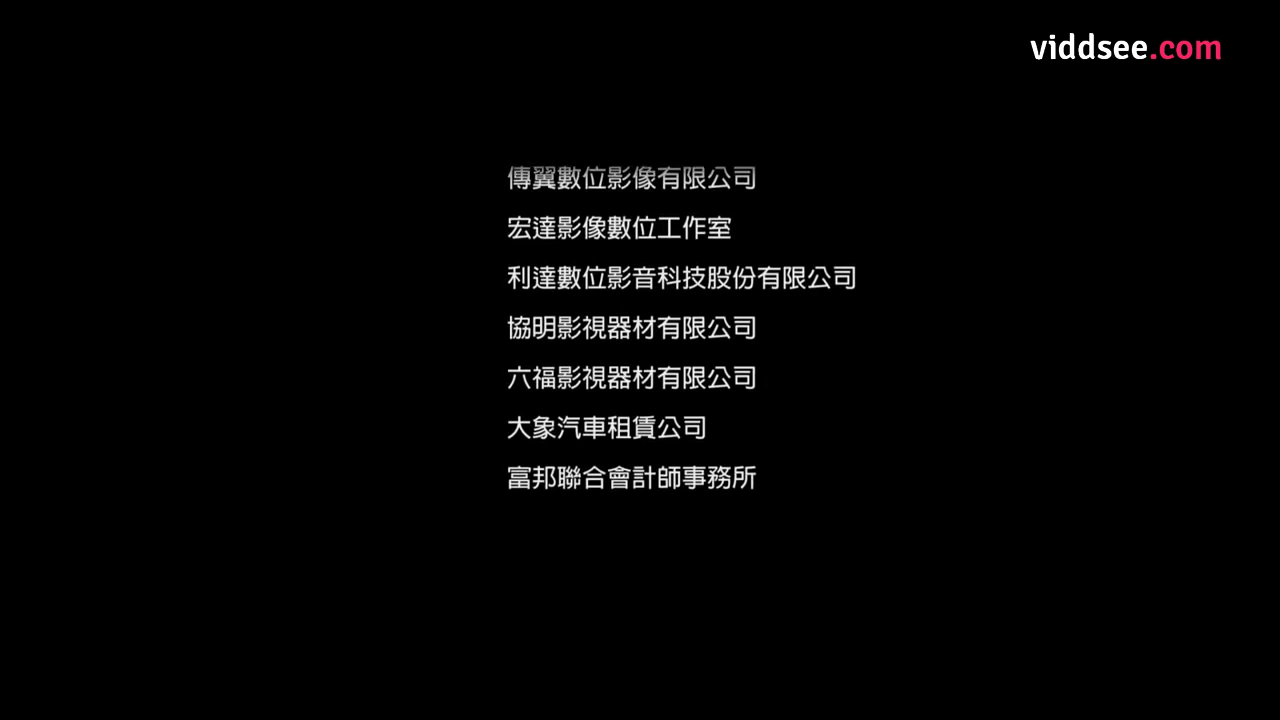 viddsee.com
傳翼數位影像有限公司
宏達影像數位工作室
利達數位影音科技股份有限公司
協明影視器材有限公司
六福影視器材有限公司
大象汽車租賃公司
富邦聯合會計師事務所